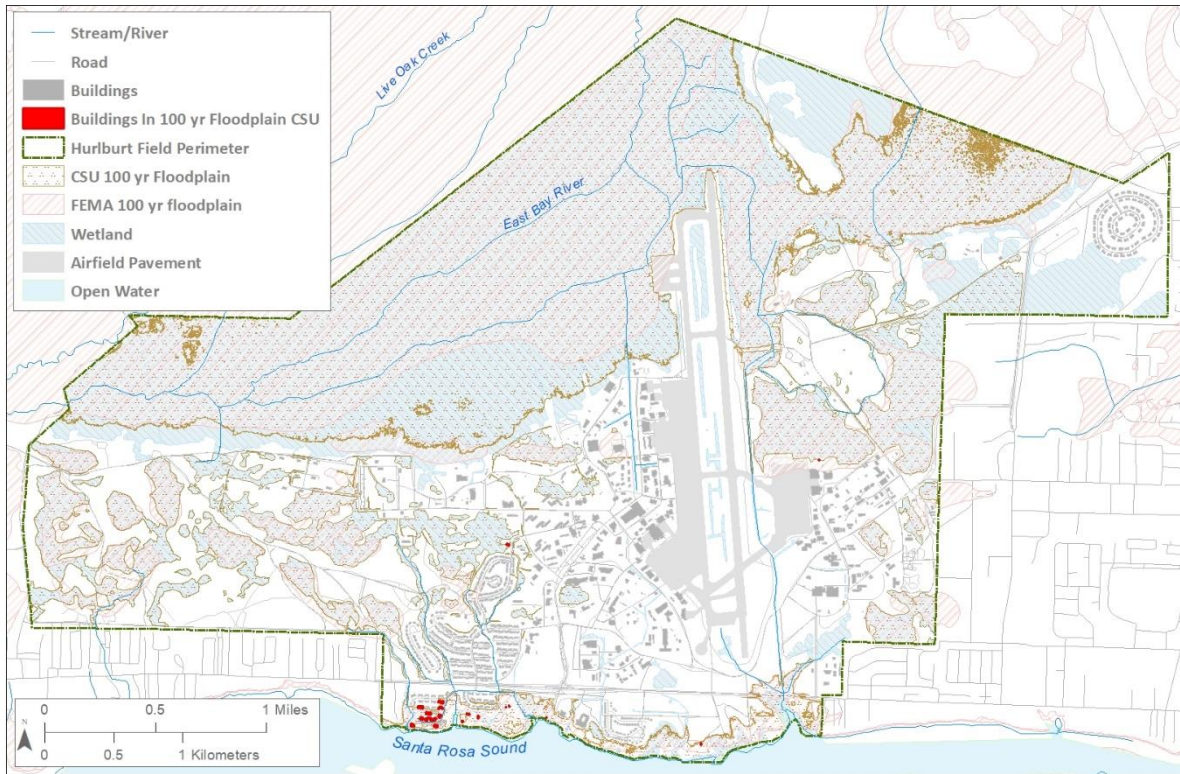 Stream/River
Road
Buildings
Buildings In 100 yr Floodplain CSU
Hurlburt Field Perimeter
CSU 100 yr Floodplain
FEMA 100 yr floodplain
Wetland
Airfield Pavement
Open Water
Live Oak Creek
East Bay River
0 0.5 1 Miles
N
0 0.5 1 Kilometers
Santa Rosa Sound